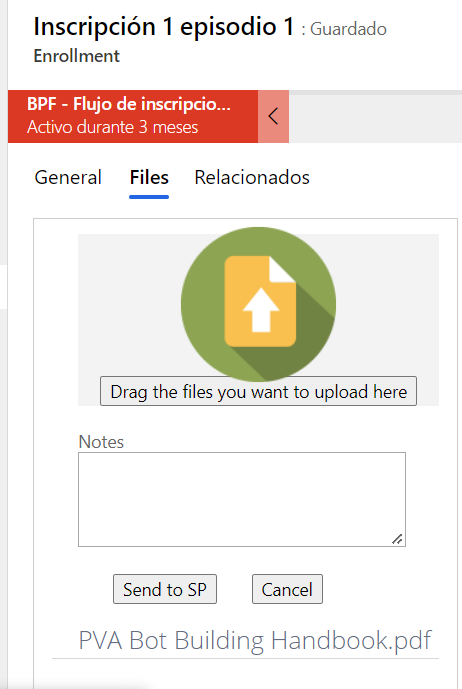 Inscripción 1 episodio 1 : Guardado
Enrollment
BPF - Flujo de inscripcio...
Activo durante 3 meses
General Files Relacionados
Drag the files you want to upload here
Notes
Send to SP Cancel
PVA Bot Building Handbook.pdf